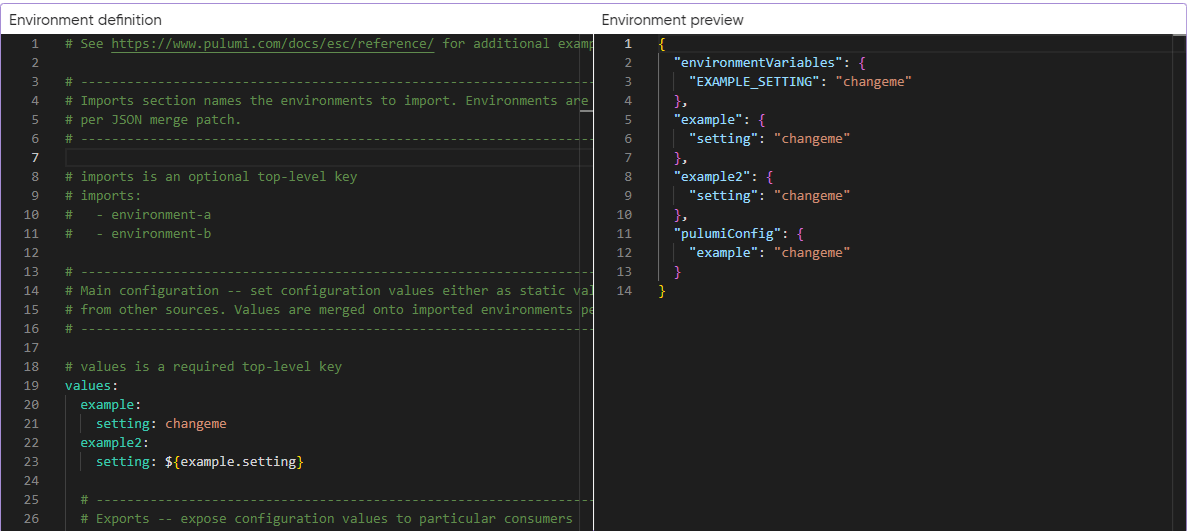 Environment definition
1 # See https://www.pulumi.com/docs/esc/reference/ for additional
2
3 # -------------------------------------------------------------------
4 # Imports section names the environments to import. Environments are
5 # per JSON merge patch.
6 # -------------------------------------------------------------------
7
8 # imports is an optional top-level key
9 # imports:
10 #   - environment-a
11 #   - environment-b
12
13 # -------------------------------------------------------------------
14 # Main configuration -- set configuration values either as static
15 # from other sources. Values are merged onto imported environments
16 # -------------------------------------------------------------------
17
18 # values is a required top-level key
19 values:
20   example:
21     setting: changeme
22   example2:
23     setting: ${example.setting}
24
25   # -----------------------------------------------------------------
26   # Exports -- expose configuration values to particular consumers
Environment preview
1 {
2   "environmentVariables": {
3     "EXAMPLE_SETTING": "changeme"
4   },
5   "example": {
6     "setting": "changeme"
7   },
8   "example2": {
9     "setting": "changeme"
10   },
11   "pulumiConfig": {
12     "example": "changeme"
13   }
14 }